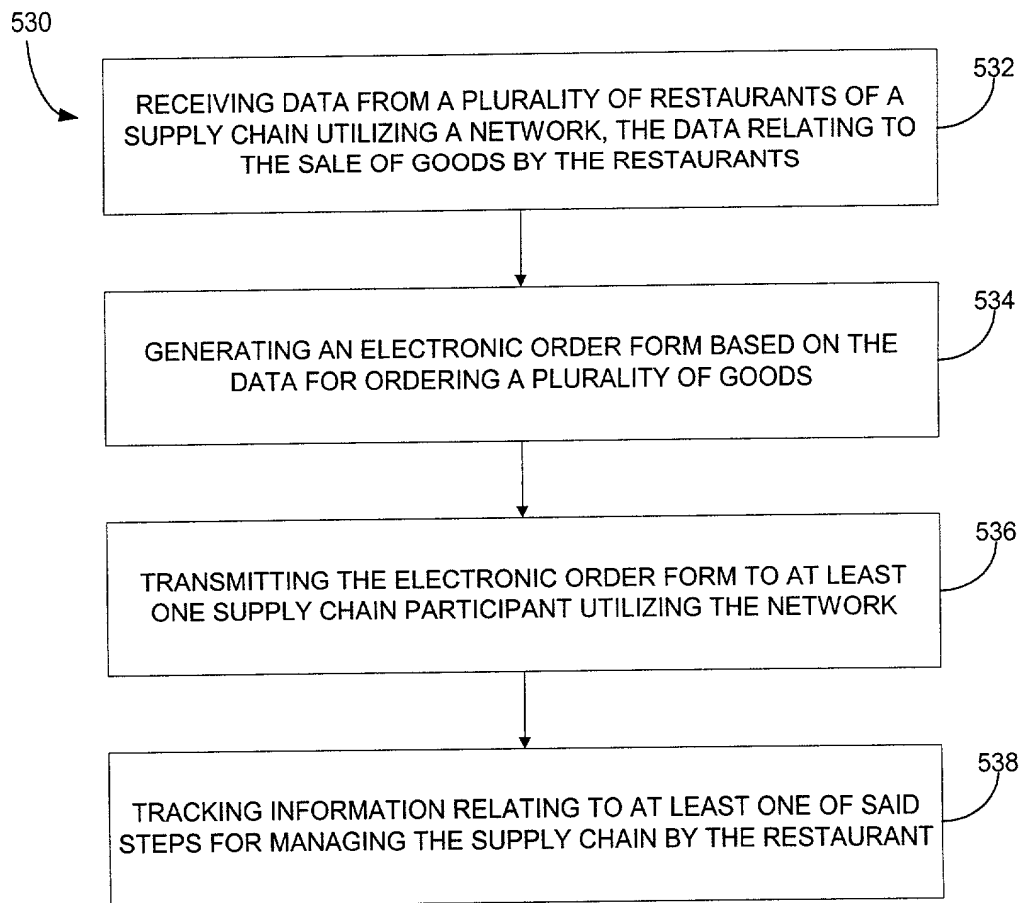 530
532
RECEIVING DATA FROM A PLURALITY OF RESTAURANTS OF A
SUPPLY CHAIN UTILIZING A NETWORK, THE DATA RELATING TO
THE SALE OF GOODS BY THE RESTAURANTS
534
GENERATING AN ELECTRONIC ORDER FORM BASED ON THE
DATA FOR ORDERING A PLURALITY OF GOODS
536
TRANSMITTING THE ELECTRONIC ORDER FORM TO AT LEAST
ONE SUPPLY CHAIN PARTICIPANT UTILIZING THE NETWORK
538
TRACKING INFORMATION RELATING TO AT LEAST ONE OF SAID
STEPS FOR MANAGING THE SUPPLY CHAIN BY THE RESTAURANT